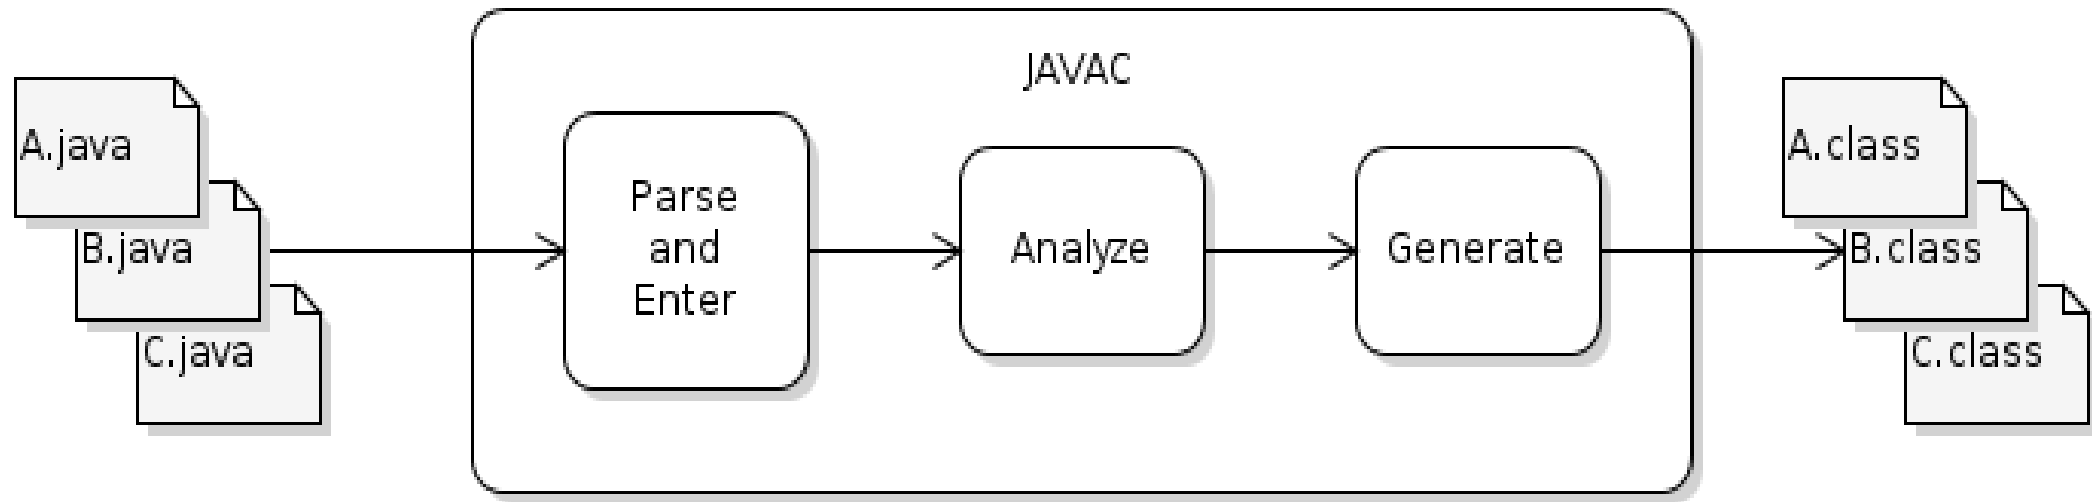 JAVAC
A.java
B.java
C.java
Parse
and
Enter
Analyze
Generate
A.class
B.class
C.class